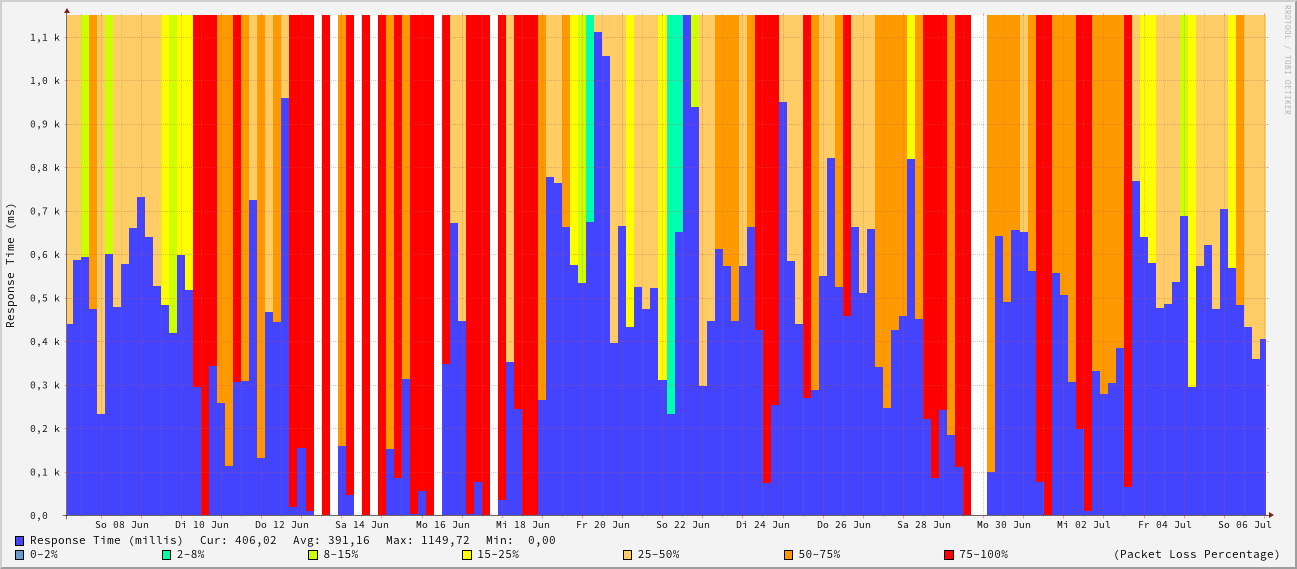 RRDTOOL / TOBI OETIKER
Response Time (ms)
1,1 k
1,0 k
0,9 k
0,8 k
0,7 k
0,6 k
0,5 k
0,4 k
0,3 k
0,2 k
0,1 k
0,0
So 08 Jun Di 10 Jun Do 12 Jun Sa 14 Jun Mo 16 Jun Mi 18 Jun Fr 20 Jun So 22 Jun Di 24 Jun Do 26 Jun Sa 28 Jun Mo 30 Jun Mi 02 Jul Fr 04 Jul So 06 Jul
Response Time (millis) Cur: 406,02 Avg: 391,16 Max: 1149,72 Min: 0,00
0-2% 2-8% 8-15% 15-25% 25-50% 50-75% 75-100% (Packet Loss Percentage)